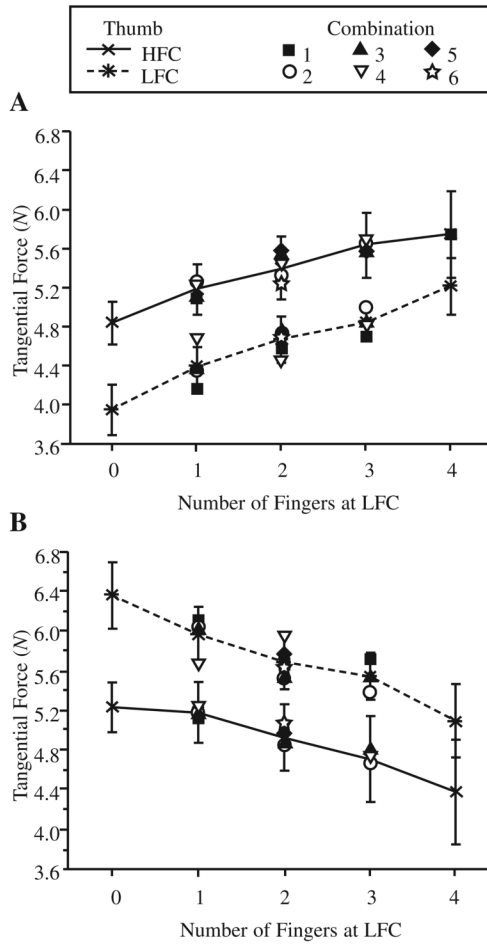 Thumb Combination
HFC 1 3 5
LFC 2 4 6
A
Tangential Force (N)
6.8
6.4
6.0
5.6
5.2
4.8
4.4
4.0
3.6
0 1 2 3 4
Number of Fingers at LFC
B
Tangential Force (N)
6.8
6.4
6.0
5.6
5.2
4.8
4.4
4.0
3.6
0 1 2 3 4
Number of Fingers at LFC